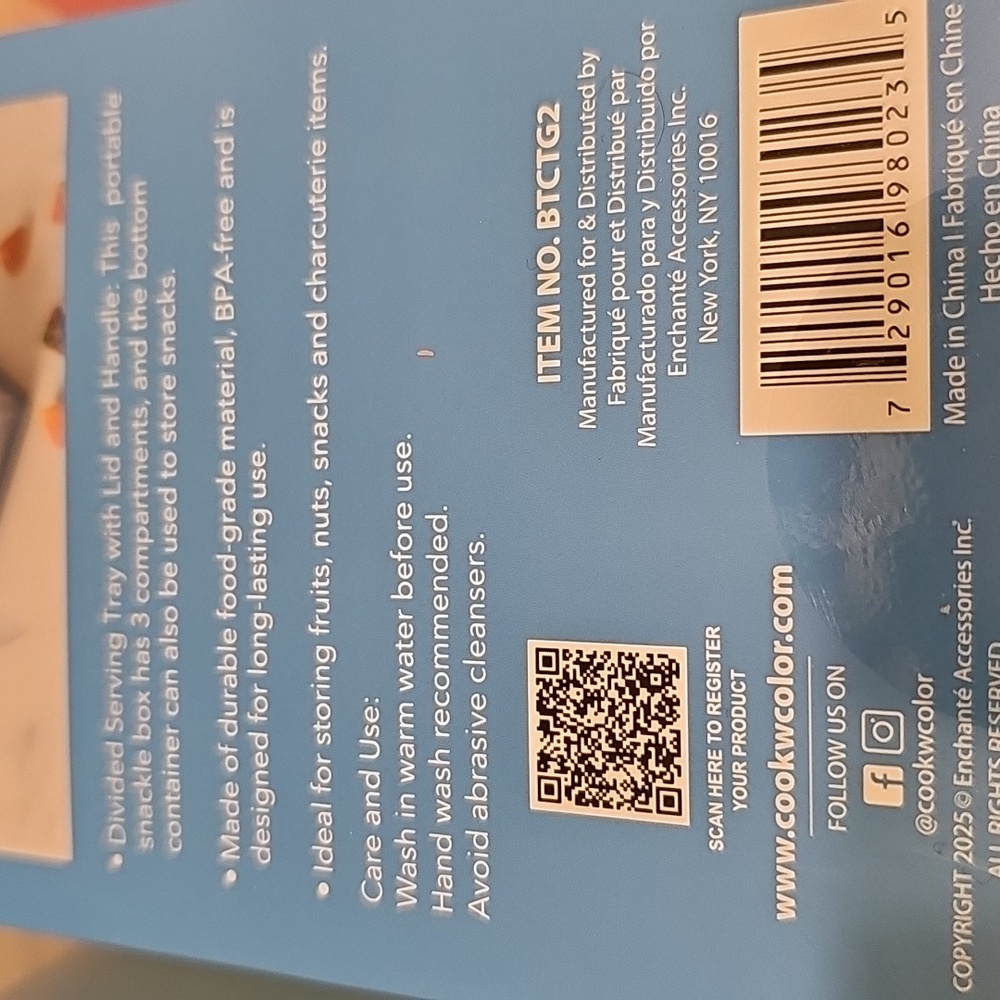 • Divided Serving Tray with Lid and Handle: This portable
snackle box has 3 compartments, and the bottom
container can also be used to store snacks.
• Made of durable food-grade material, BPA-free and is
designed for long-lasting use.
• Ideal for storing fruits, nuts, snacks and charcuterie items.
Care and Use:
Wash in warm water before use.
Hand wash recommended.
Avoid abrasive cleansers.
SCAN HERE TO REGISTER
YOUR PRODUCT
www.cookwcolor.com
FOLLOW US ON
@cookwcolor
COPYRIGHT 2025 © Enchanté Accessories Inc.
ALL RIGHTS RESERVED
ITEM NO. BTCTG2
Manufactured for & Distributed by
Fabriqué pour et Distribué par
Manufacturado para y Distribuido por
Enchanté Accessories Inc.
New York, NY 10016
7 29016 98023 5
Made in China I Fabriqué en Chine
Hecho en China